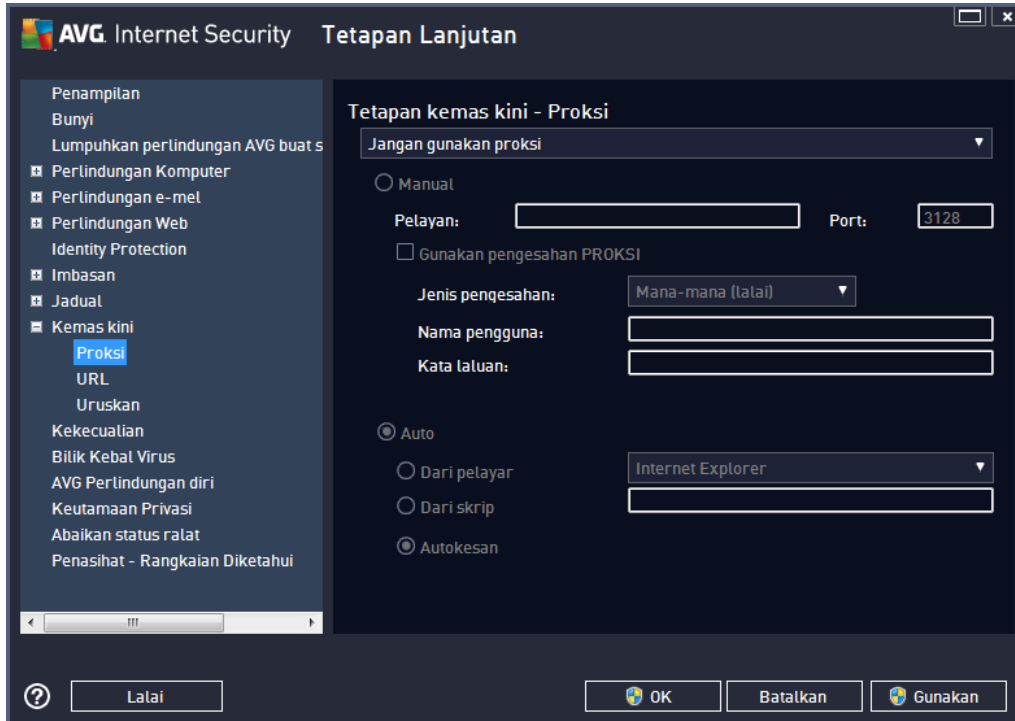 AVG Internet Security Tetapan Lanjutan
Penampilan
Bunyi
Lumpuhkan perlindungan AVG buat s
Perlindungan Komputer
Perlindungan e-mel
Perlindungan Web
Identity Protection
Imbasan
Jadual
Kemas kini
Proksi
URL
Uruskan
Kekecualian
Bilik Kebal Virus
AVG Perlindungan diri
Keutamaan Privasi
Abaikan status ralat
Penasihat - Rangkaian Diketahui
Tetapan kemas kini - Proksi
Jangan gunakan proksi
Manual
Pelayan: Port: 3128
Gunakan pengesahan PROKSI
Jenis pengesahan: Mana-mana (lalai)
Nama pengguna:
Kata laluan:
Auto
Dari pelayar Internet Explorer
Dari skrip
Autokesan
? Lalai OK Batalkan Gunakan